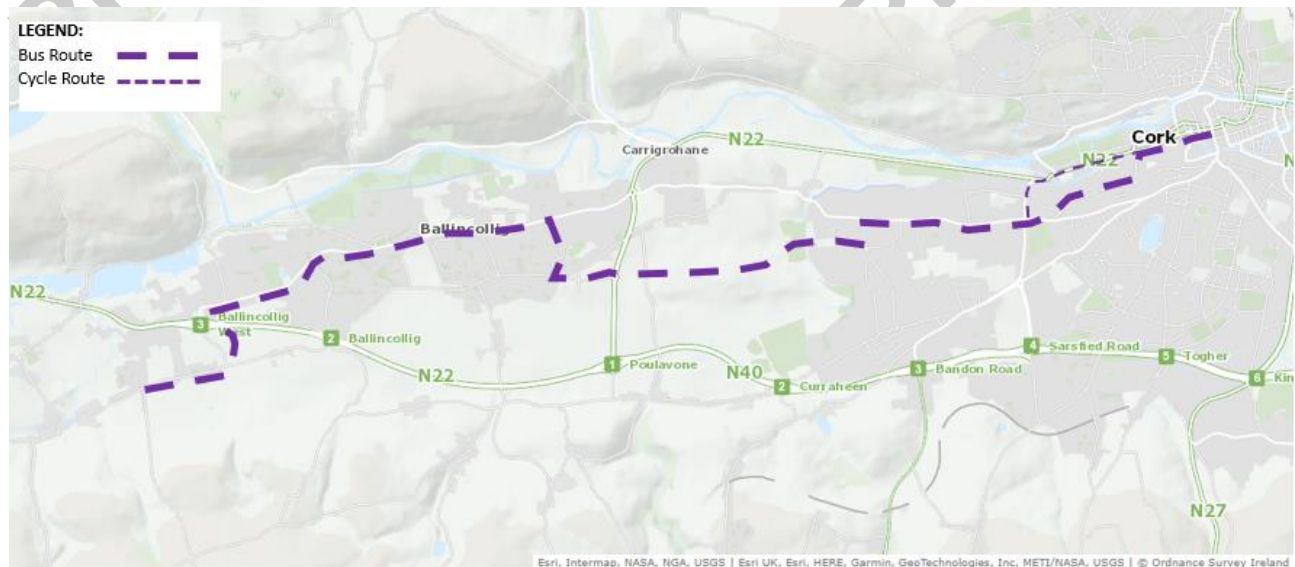 LEGEND:
Bus Route
Cycle Route
N22
Carrigrohane
Cork
N22
Ballincollig
N22
3
Ballincollig
West
2
Ballincollig
N22
1
Poulavone
N40
2
Curraheen
3
Bandon Road
4
Sarsfied Road
5
Togher
6
Kin
N27
Esri, Intermap, NASA, NGA, USGS | Esri UK, Esri, HERE, Garmin, GeoTechnologies, Inc, METI/NASA, USGS | © Ordnance Survey Ireland